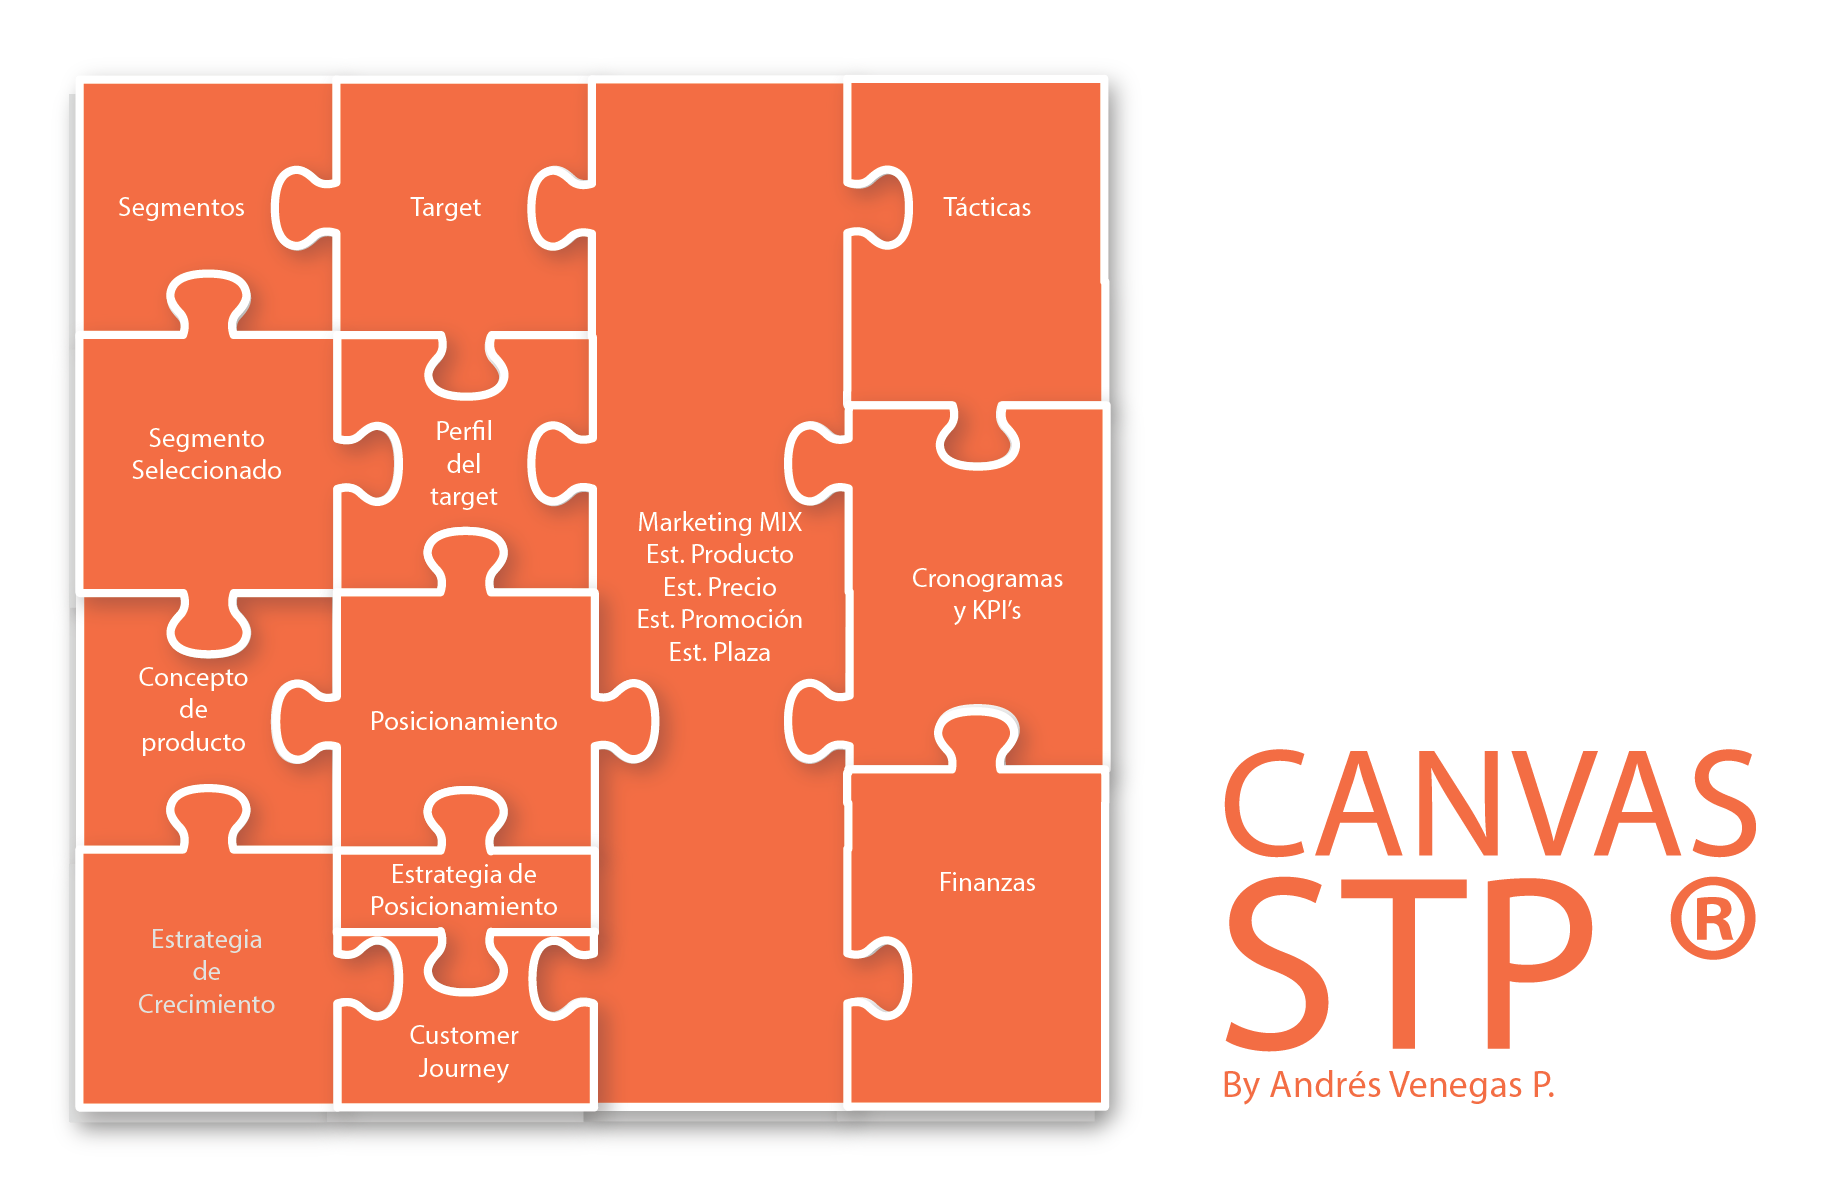 Segmentos
Target
Tácticas
Segmento
Seleccionado
Perfil
del
target
Marketing MIX
Est. Producto
Est. Precio
Est. Promoción
Est. Plaza
Cronogramas
y KPI's
Concepto
de
producto
Posicionamiento
Estrategia de
Posicionamiento
Finanzas
Estrategia
de
Crecimiento
Customer
Journey
CANVAS
STP ®
By Andrés Venegas P.